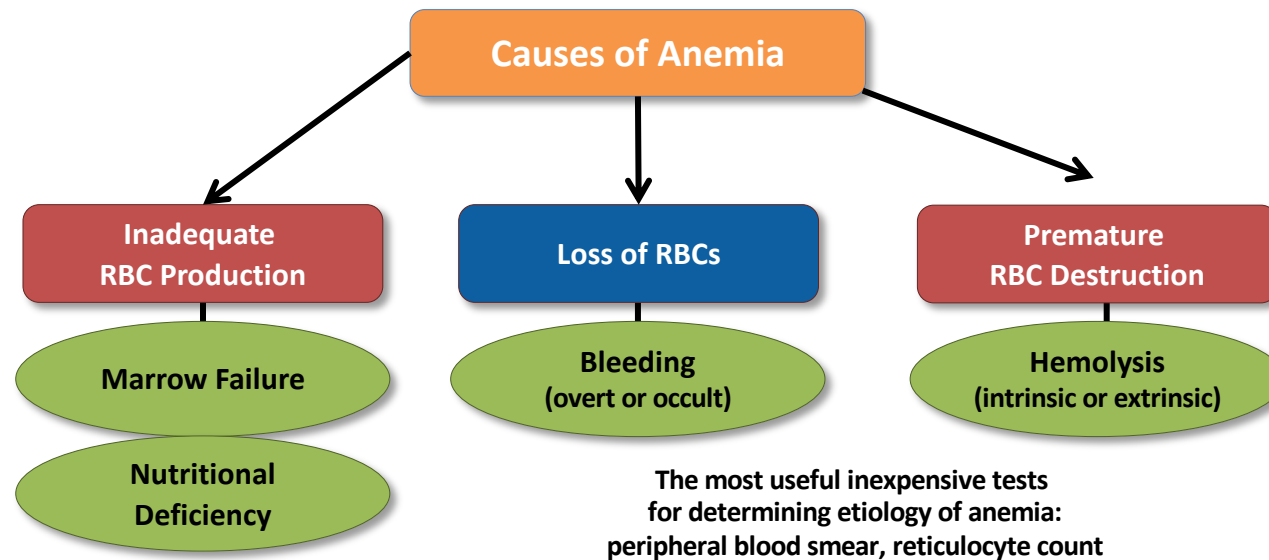 Causes of Anemia
Inadequate
RBC Production
Marrow Failure
Nutritional
Deficiency
Loss of RBCs
Bleeding
(overt or occult)
Premature
RBC Destruction
Hemolysis
(intrinsic or extrinsic)
The most useful inexpensive tests
for determining etiology of anemia:
peripheral blood smear, reticulocyte count